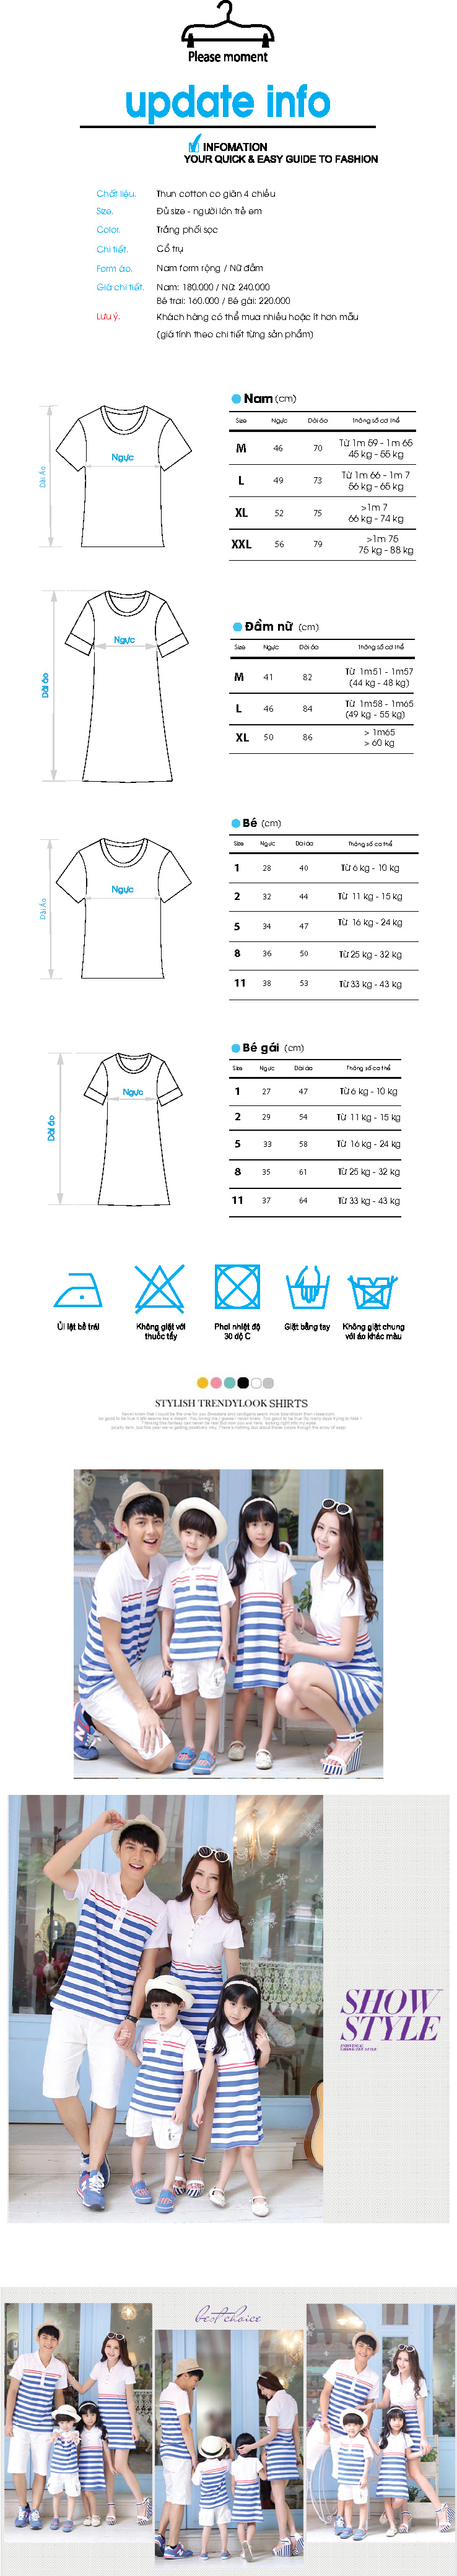 Please moment
update info
INFOMATION
YOUR QUICK & EASY GUIDE TO FASHION
Chất liệu. Thun cotton co giãn 4 chiều
Size. Đủ size - người lớn trẻ em
Color. Trắng phối sọc
Chi tiết. Cổ trụ
Form áo. Nam form rộng / Nữ đầm
Giá chi tiết. Nam: 180.000 / Nữ: 240.000
Bé trai: 160.000 / Bé gái: 220.000
Lưu ý. Khách hàng có thể mua nhiều hoặc ít hơn mẫu
(giá tính theo chi tiết từng sản phẩm)
Nam (cm)
Size Ngực Dài áo thông số cơ thể
M 46 70 Từ 1m 59 - 1m 65
45 kg - 55 kg
L 49 73 Từ 1m 66 - 1m 7
56 kg - 65 kg
XL 52 75 >1m 7
66 kg - 74 kg
XXL 56 79 >1m 75
75 kg - 88 kg
Ngực
Dài Áo
Đầm nữ (cm)
Size Ngực Dài áo thông số cơ thể
M 41 82 Từ 1m51 - 1m57
(44 kg - 48 kg)
L 46 84 Từ 1m58 - 1m65
(49 kg - 55 kg)
XL 50 86 > 1m65
> 60 kg
Ngực
Dài áo
Bé (cm)
Size Ngực Dài áo Thông số cơ thể
1 28 40 Từ 6 kg - 10 kg
2 32 44 Từ 11 kg - 15 kg
5 34 47 Từ 16 kg - 24 kg
8 36 50 Từ 25 kg - 32 kg
11 38 53 Từ 33 kg - 43 kg
Ngực
Dài Áo
Bé gái (cm)
Size Ngực Dài áo Thông số cơ thể
1 27 47 Từ 6 kg - 10 kg
2 29 54 Từ 11 kg - 15 kg
5 33 58 Từ 16 kg - 24 kg
8 35 61 Từ 25 kg - 32 kg
11 37 64 Từ 33 kg - 43 kg
Ngực
Dài áo
Ủi lật bề trái
Không giặt với
thuốc tẩy
Phơi nhiệt độ
30 độ C
Giặt bằng tay
Không giặt chung
với áo khác màu
STYLISH TRENDYLOOK SHIRTS
SHOW
STYLE
best choice